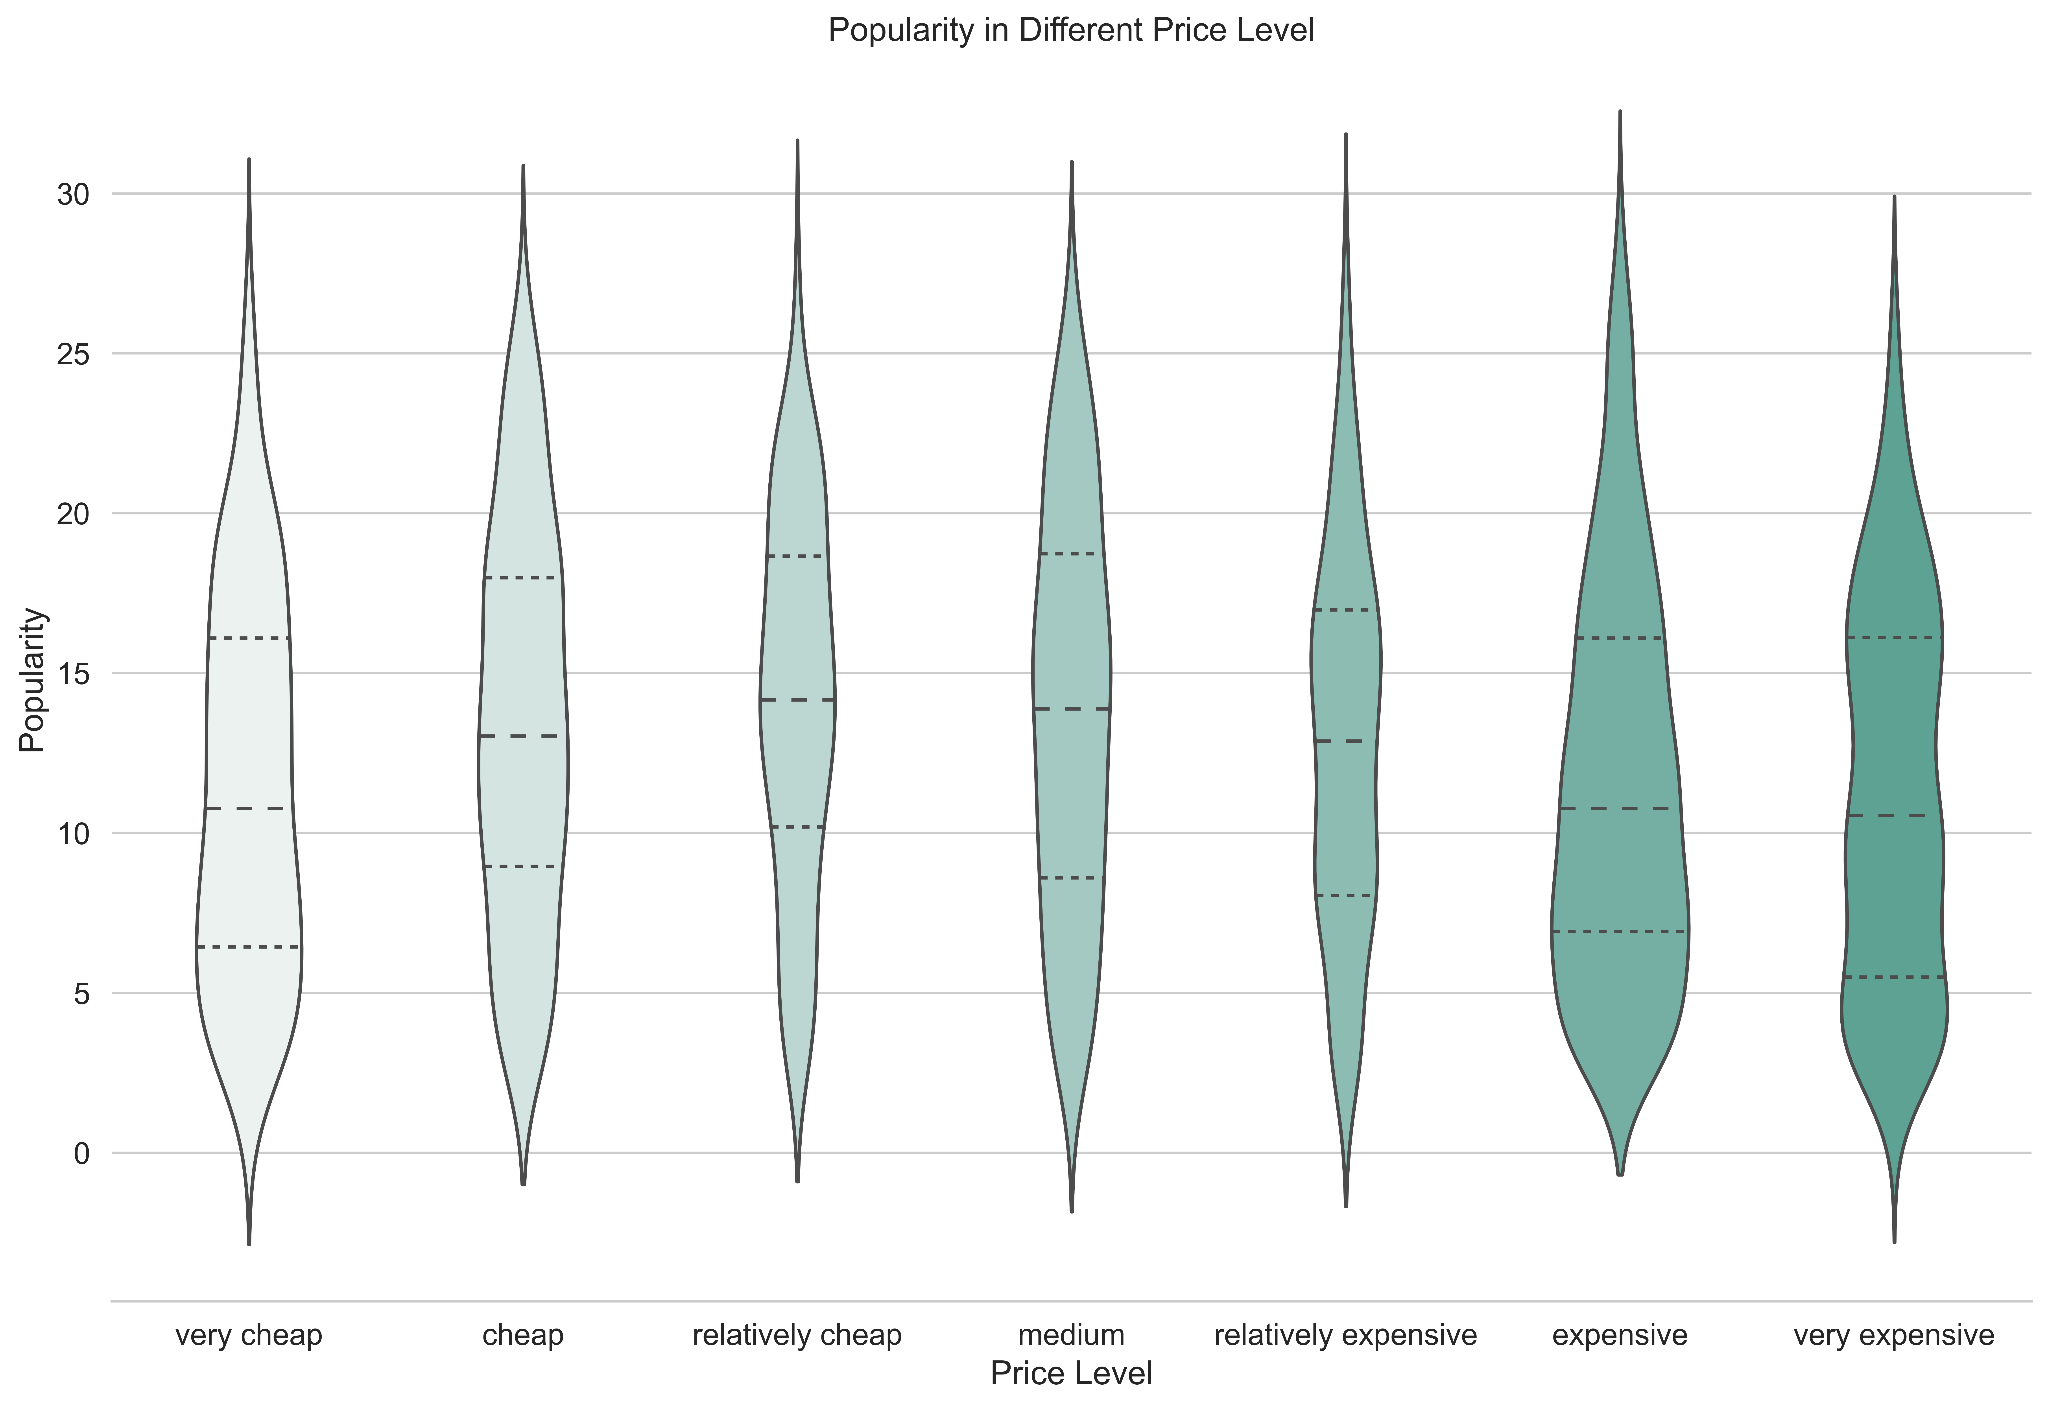 Popularity in Different Price Level
Popularity
30
25
20
15
10
5
0
very cheap
cheap
relatively cheap
medium
relatively expensive
expensive
very expensive
Price Level